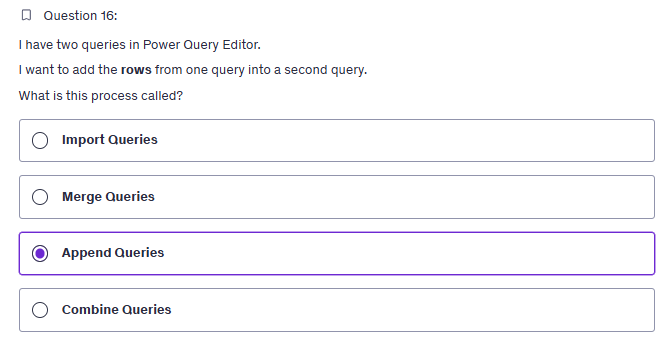 Question 16:
I have two queries in Power Query Editor.
I want to add the rows from one query into a second query.
What is this process called?
Import Queries
Merge Queries
Append Queries
Combine Queries